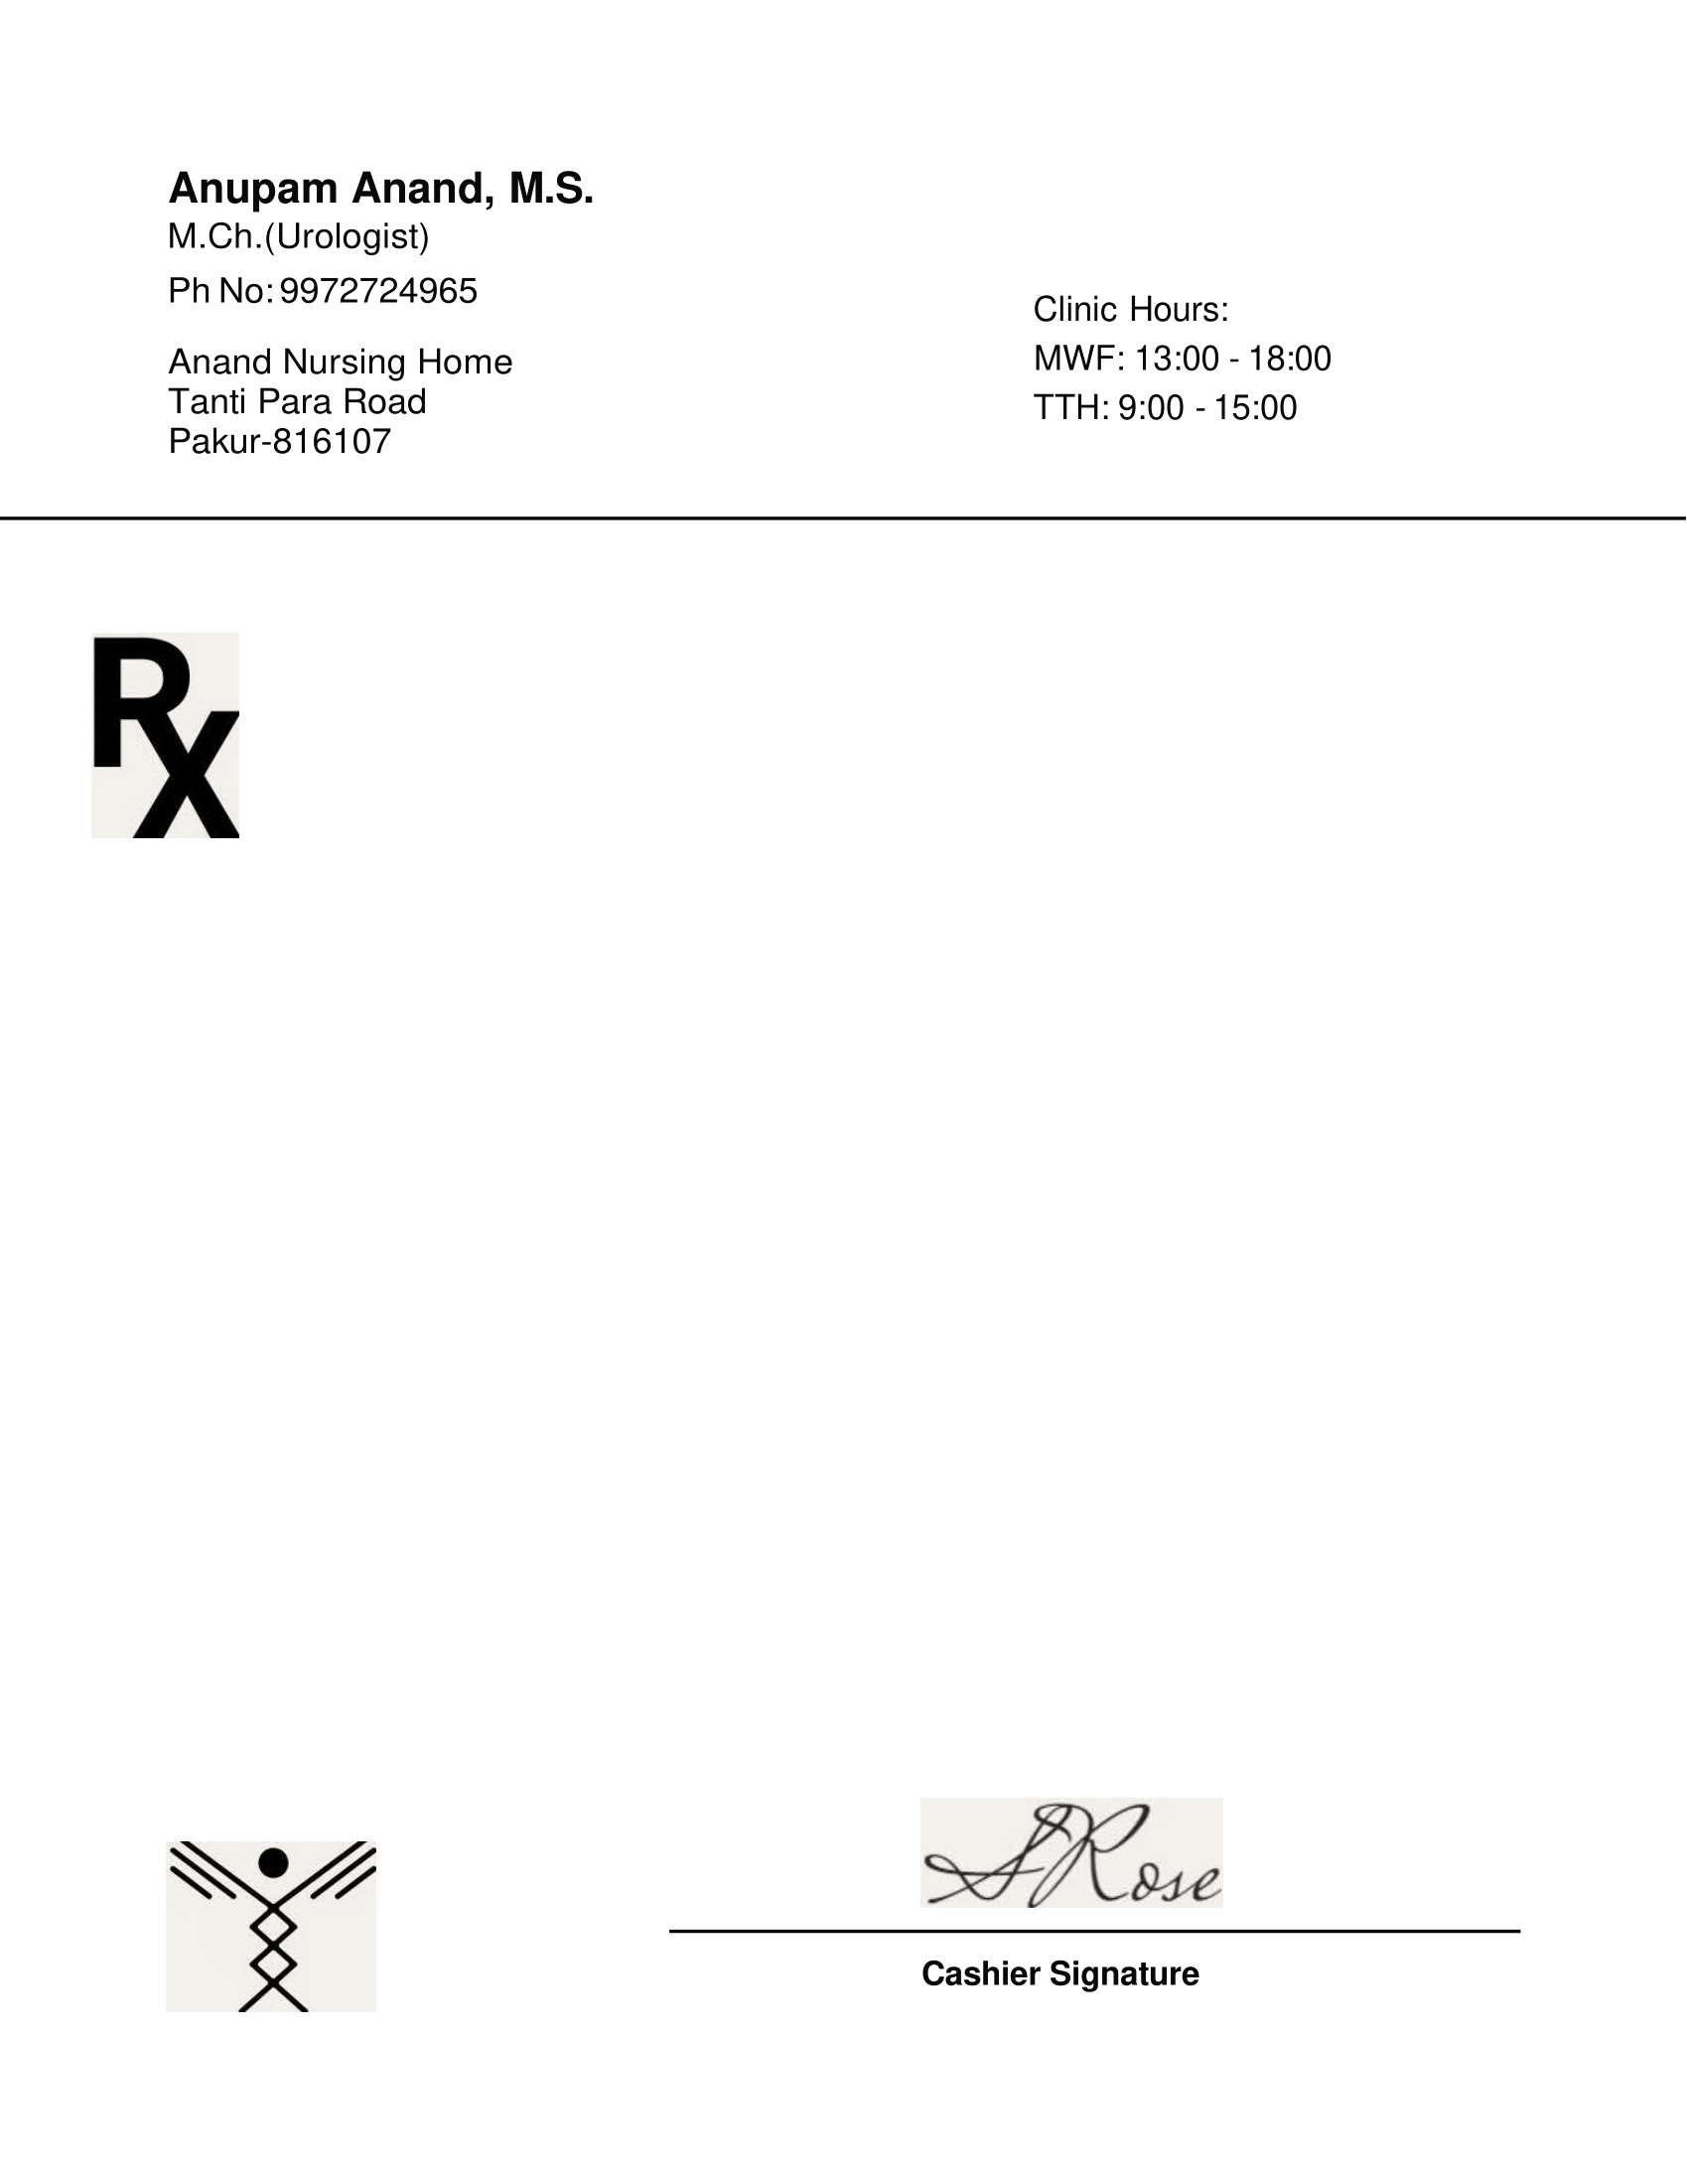 Anupam Anand, M.S.
M.Ch.(Urologist)
Ph No: 9972724965
Anand Nursing Home
Tanti Para Road
Pakur-816107
Clinic Hours:
MWF: 13:00 - 18:00
TTH: 9:00 - 15:00
Rx
SRose
Cashier Signature